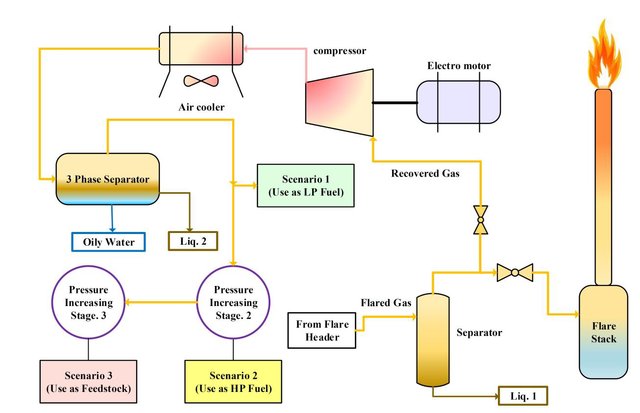 compressor
Electro motor
Air cooler
3 Phase Separator
Scenario 1
(Use as LP Fuel)
Recovered Gas
Oily Water
Liq. 2
Pressure
Increasing
Stage. 3
Pressure
Increasing
Stage. 2
Flared Gas
From Flare
Header
Separator
Flare
Stack
Scenario 3
(Use as Feedstock)
Scenario 2
(Use as HP Fuel)
Liq. 1